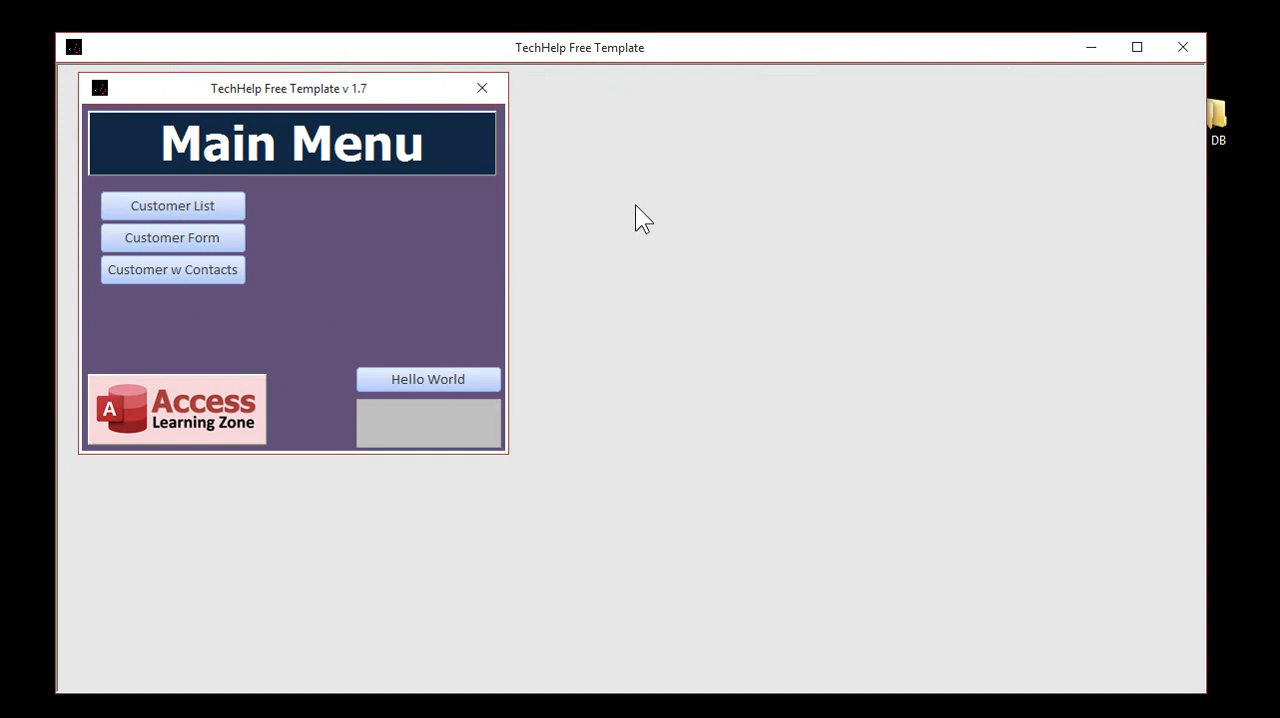 TechHelp Free Template
TechHelp Free Template v 1.7
Main Menu
Customer List
Customer Form
Customer w Contacts
Hello World
A Access
Learning Zone
DB